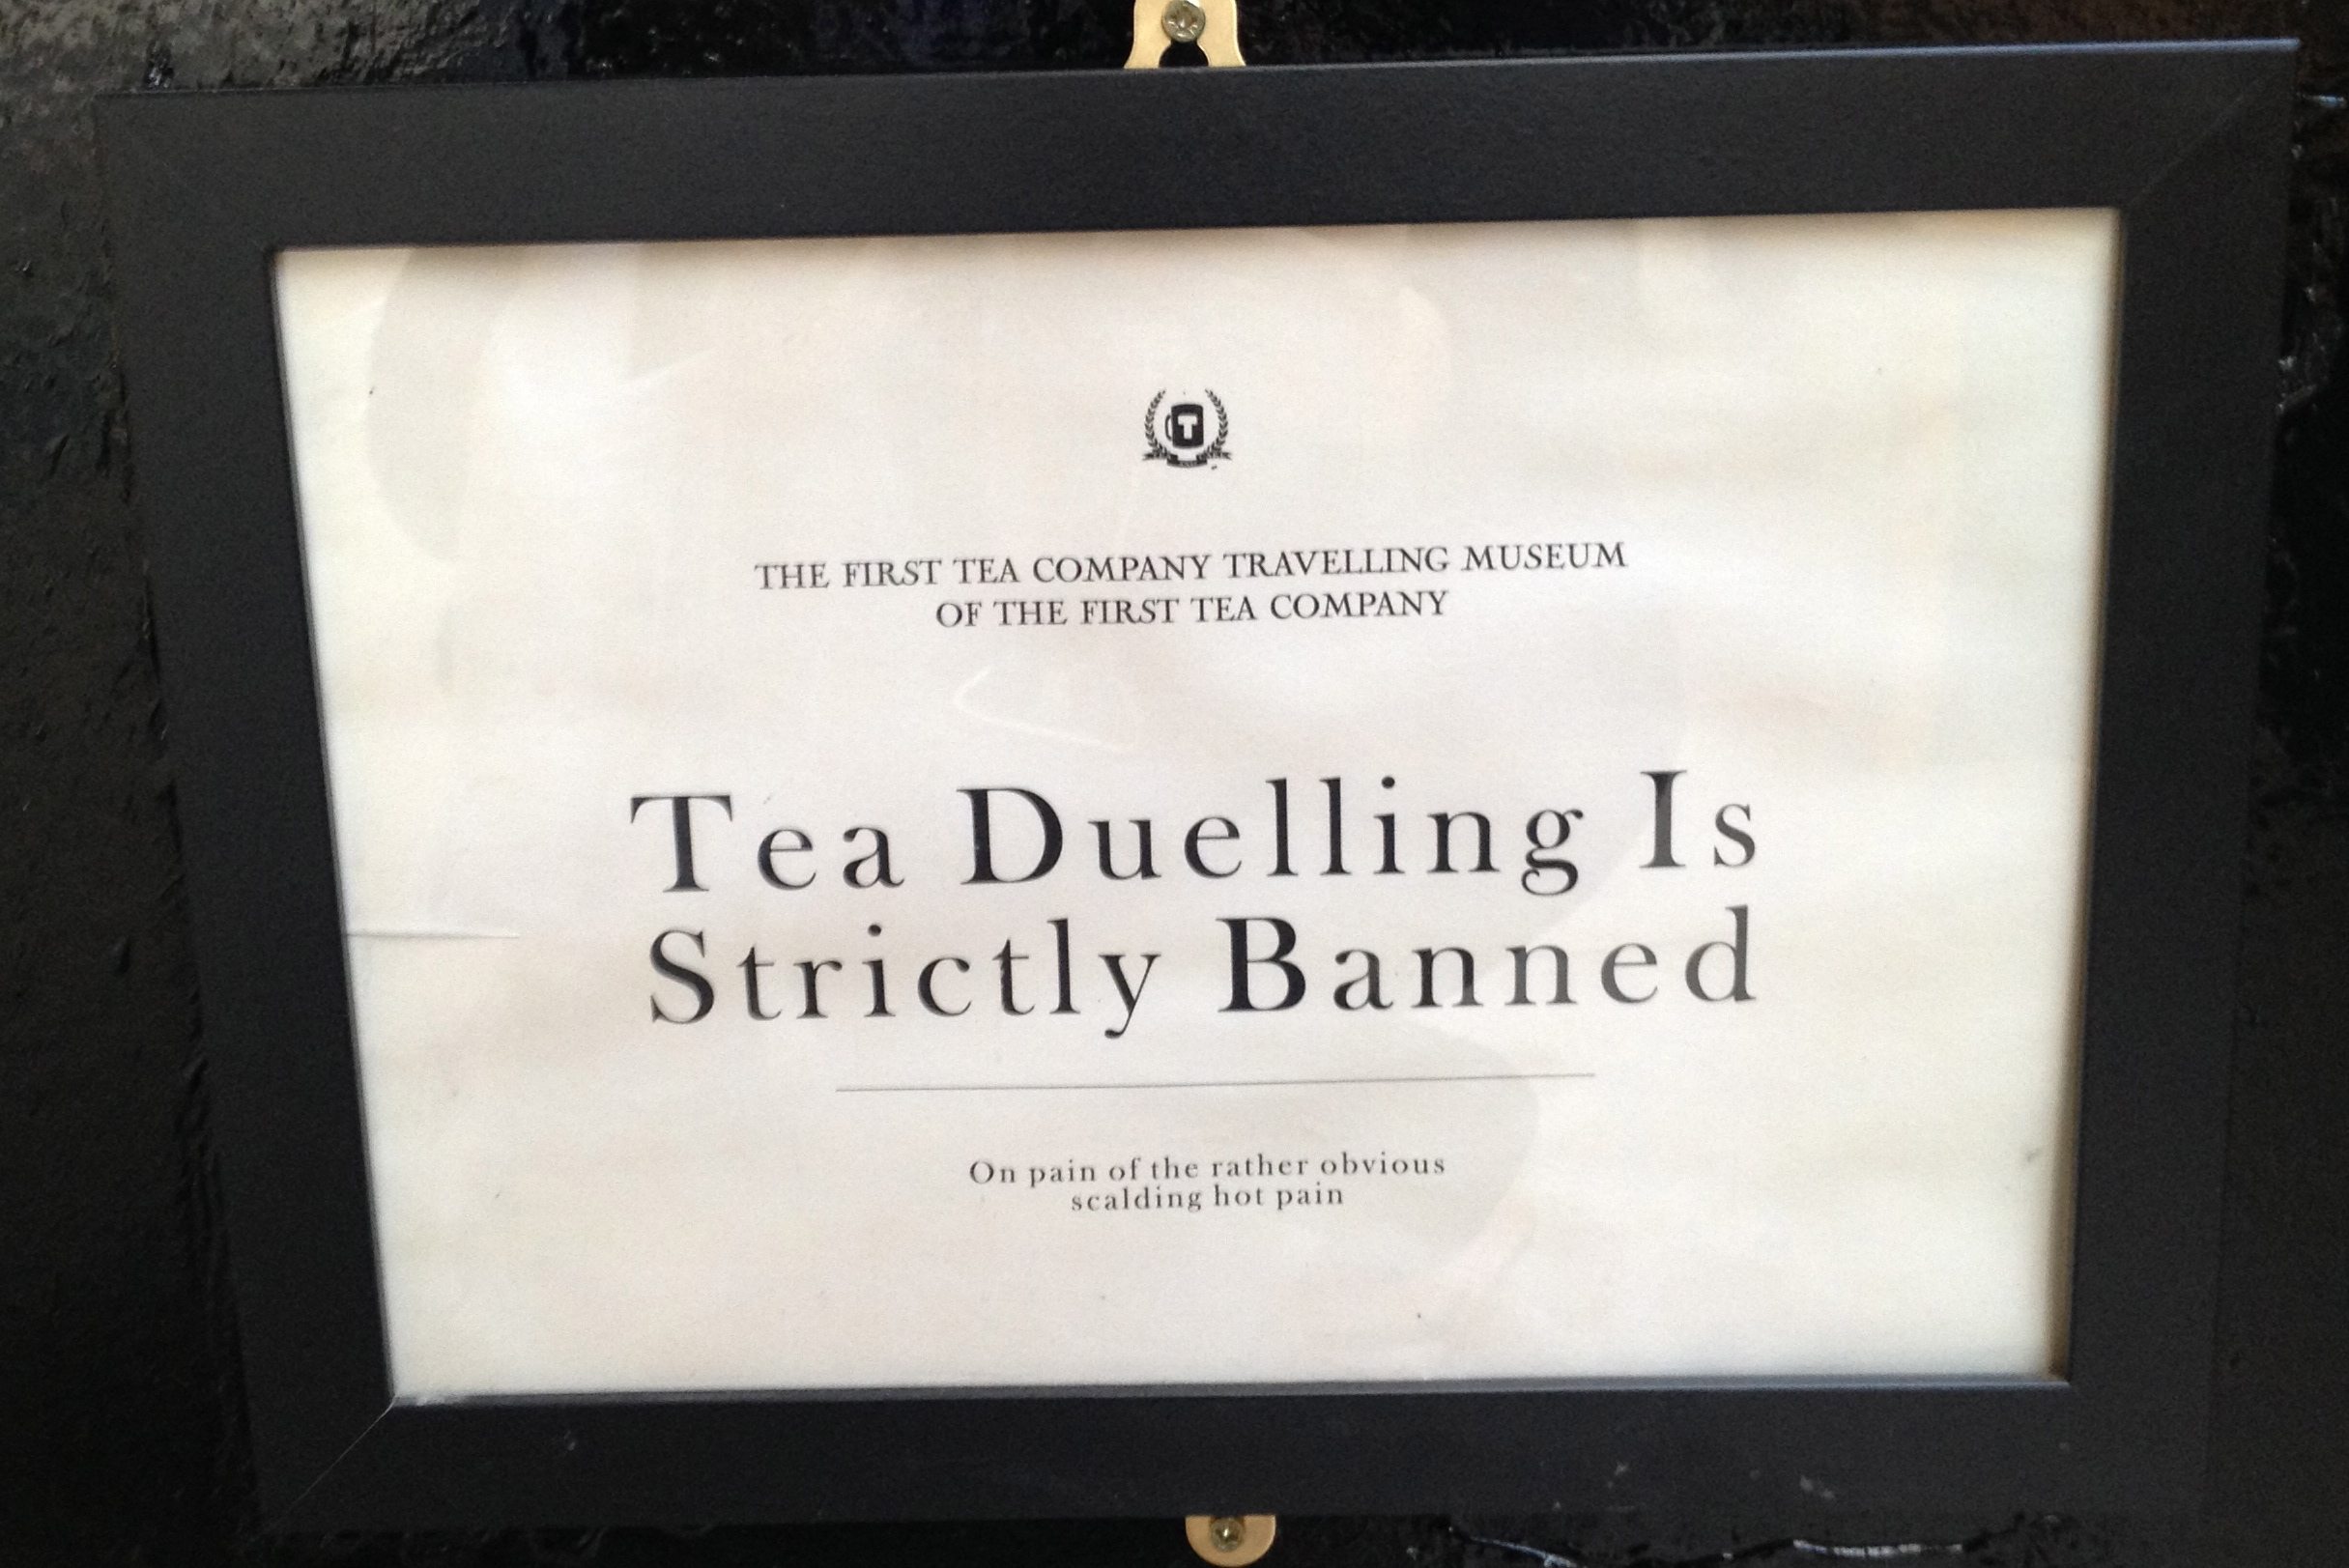 T
THE FIRST TEA COMPANY TRAVELLING MUSEUM
OF THE FIRST TEA COMPANY
Tea Duelling Is
Strictly Banned
On pain of the rather obvious
scalding hot pain